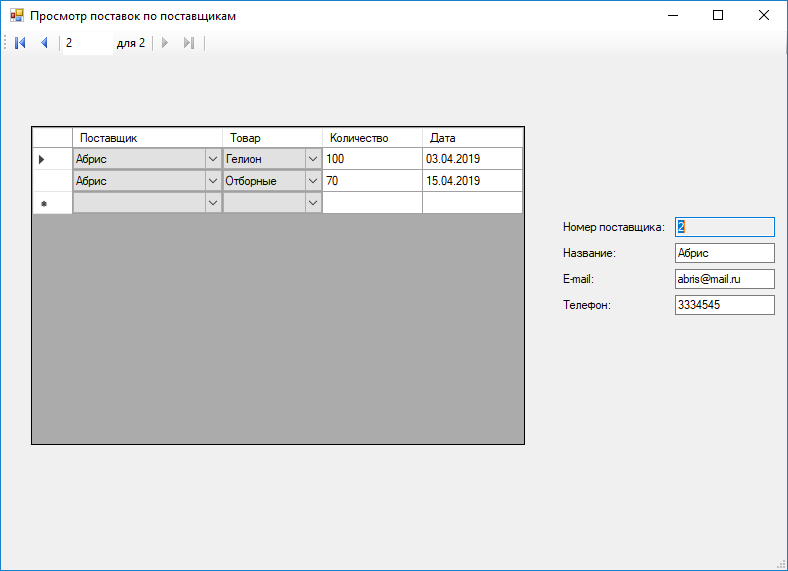 Просмотр поставок по поставщикам
2 для 2
Поставщик Товар Количество Дата
Абрис Гелион 100 03.04.2019
Абрис Отборные 70 15.04.2019
Номер поставщика: 2
Название: Абрис
E-mail: abris@mail.ru
Телефон: 3334545